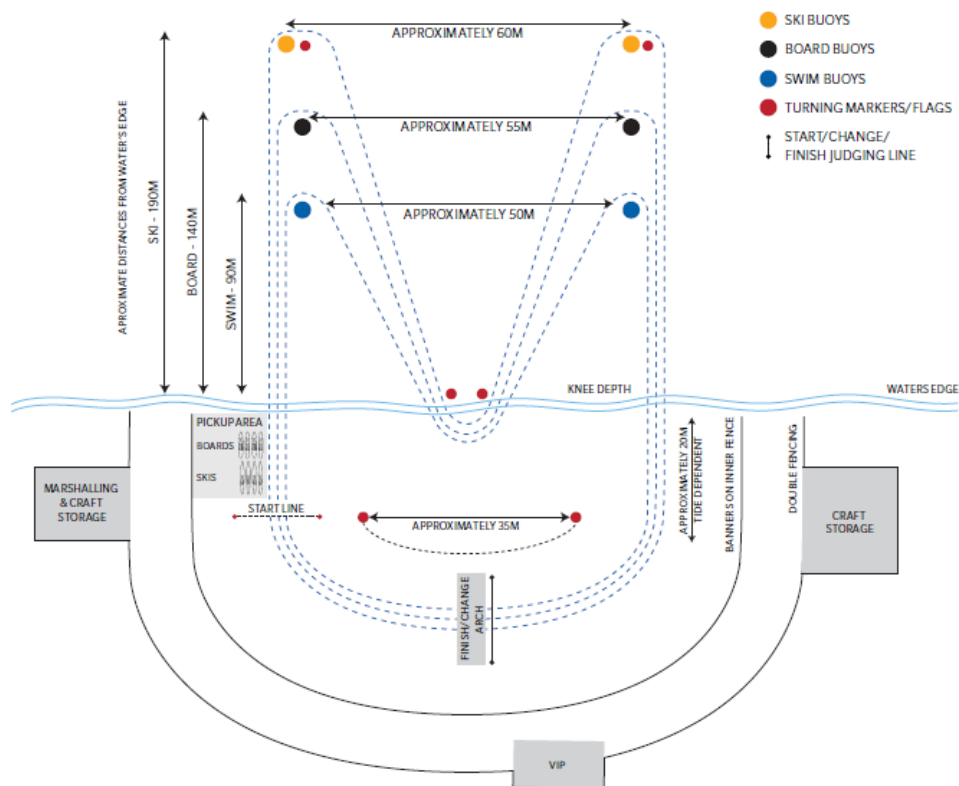 APPROXIMATELY 60M
SKI BUOYS
BOARD BUOYS
SWIM BUOYS
TURNING MARKERS/FLAGS
START/CHANGE/
FINISH JUDGING LINE
APPROXIMATELY 55M
APPROXIMATELY 50M
APROXIMATE DISTANCES FROM WATER'S EDGE
SKI - 190M
BOARD - 140M
SWIM - 90M
KNEE DEPTH
WATERS EDGE
PICKUP AREA
BOARDS
SKIS
START LINE
MARSHALLING
& CRAFT
STORAGE
APPROXIMATELY 35M
APPROXIMATELY 20M
TIDE DEPENDENT
BANNERS ON INNER FENCE
DOUBLE FENCING
CRAFT
STORAGE
FINISH/CHANGE
ARCH
VIP